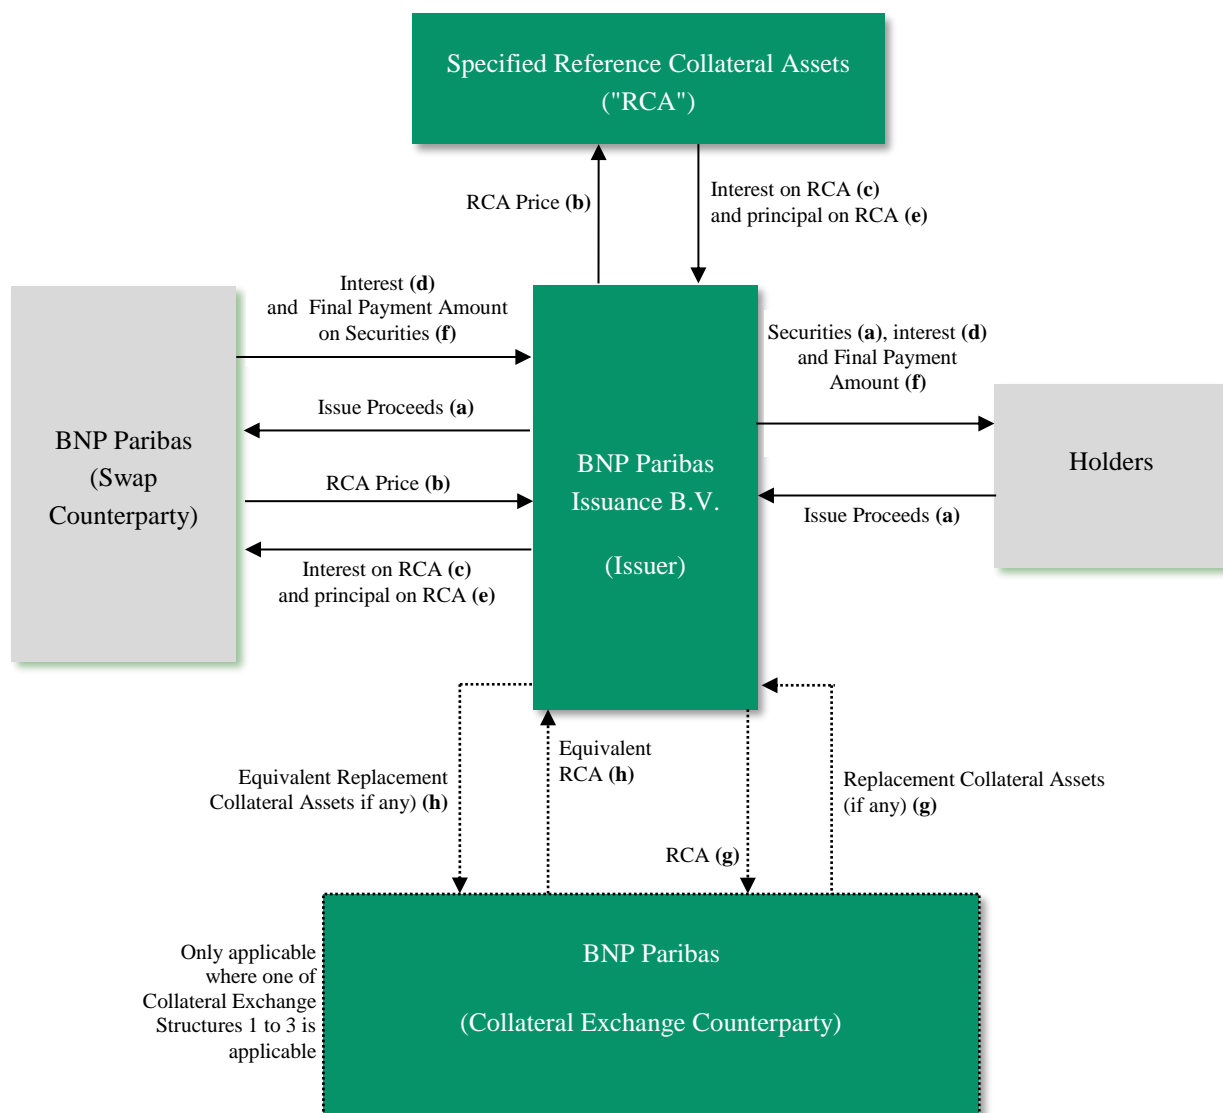 Specified Reference Collateral Assets
("RCA")
RCA Price (b)
Interest on RCA (c)
and principal on RCA (e)
Interest (d)
and Final Payment Amount
on Securities (f)
Issue Proceeds (a)
RCA Price (b)
Interest on RCA (c)
and principal on RCA (e)
BNP Paribas
(Swap
Counterparty)
BNP Paribas
Issuance B.V.
(Issuer)
Securities (a), interest (d)
and Final Payment
Amount (f)
Issue Proceeds (a)
Holders
Equivalent Replacement
Collateral Assets if any) (h)
Equivalent
RCA (h)
RCA (g)
Replacement Collateral Assets
(if any) (g)
Only applicable
where one of
Collateral Exchange
Structures 1 to 3 is
applicable
BNP Paribas
(Collateral Exchange Counterparty)